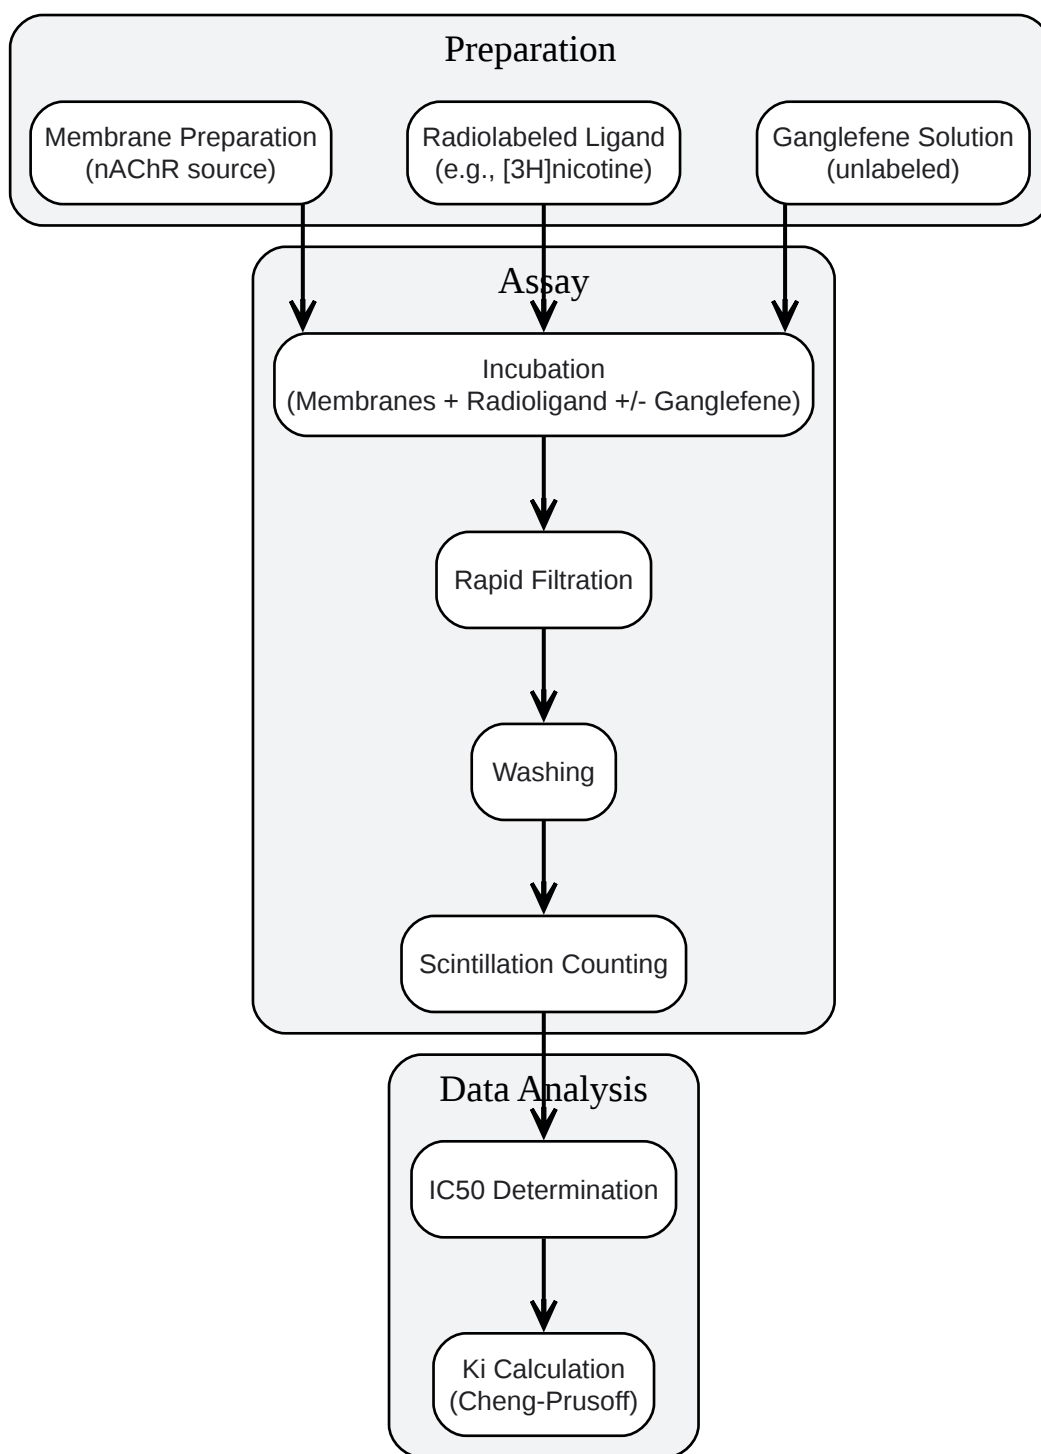 Preparation
Membrane Preparation
(nAChR source)
Radiolabeled Ligand
(e.g., [3H]nicotine)
Ganglefene Solution
(unlabeled)
Assay
Incubation
(Membranes + Radioligand +/- Ganglefene)
Rapid Filtration
Washing
Scintillation Counting
Data Analysis
IC50 Determination
Ki Calculation
(Cheng-Prusoff)